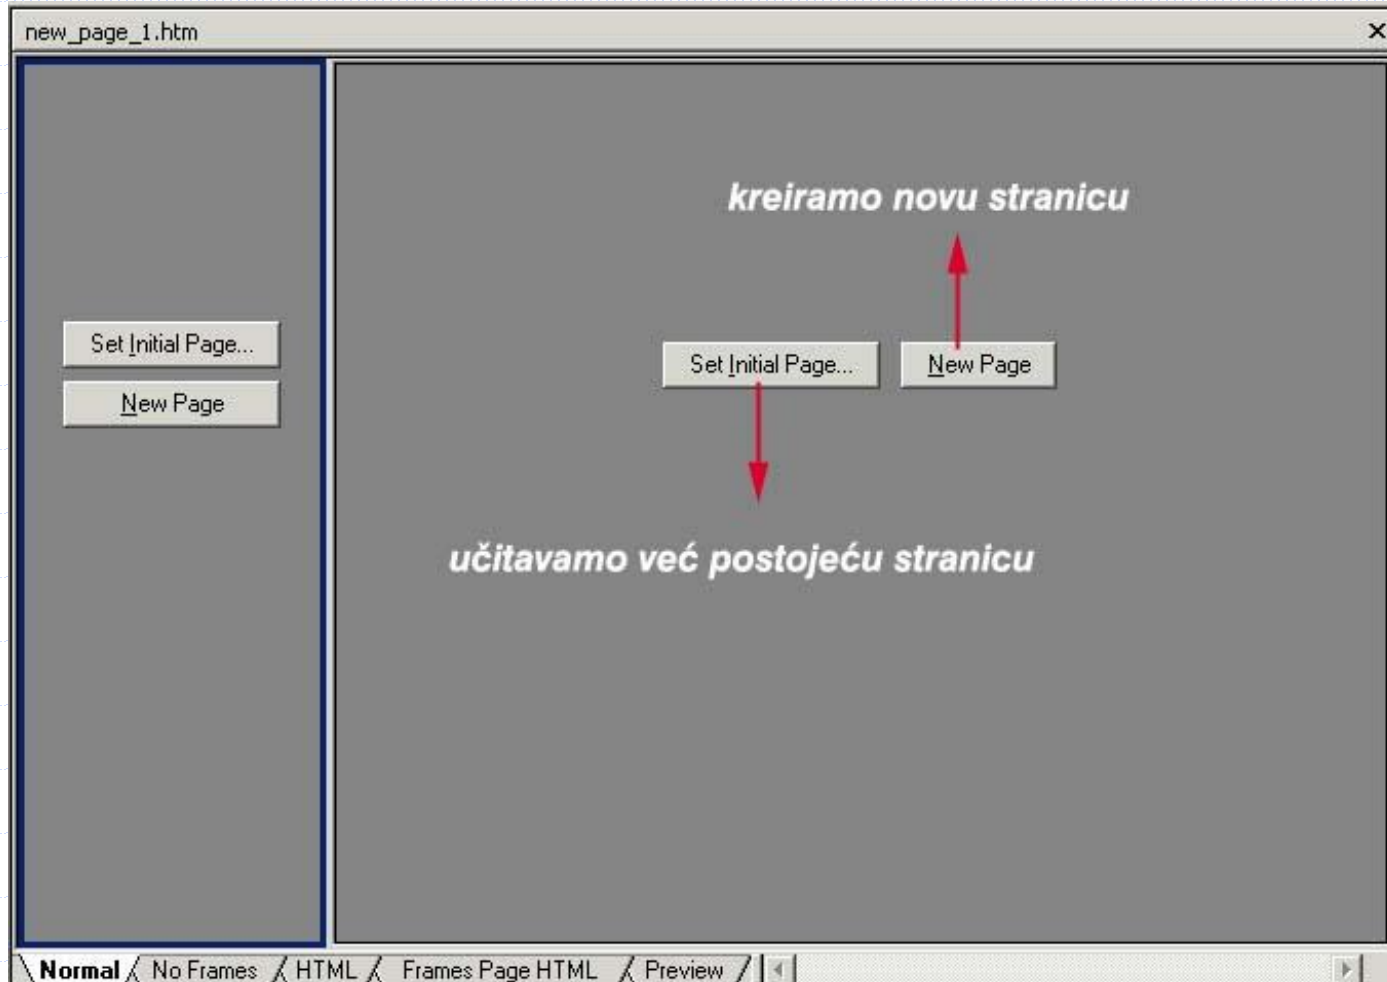 new_page_1.htm
kreiramo novu stranicu
Set Initial Page...
New Page
Set Initial Page...
New Page
učitavamo već postojeću stranicu
Normal
No Frames
HTML
Frames Page HTML
Preview